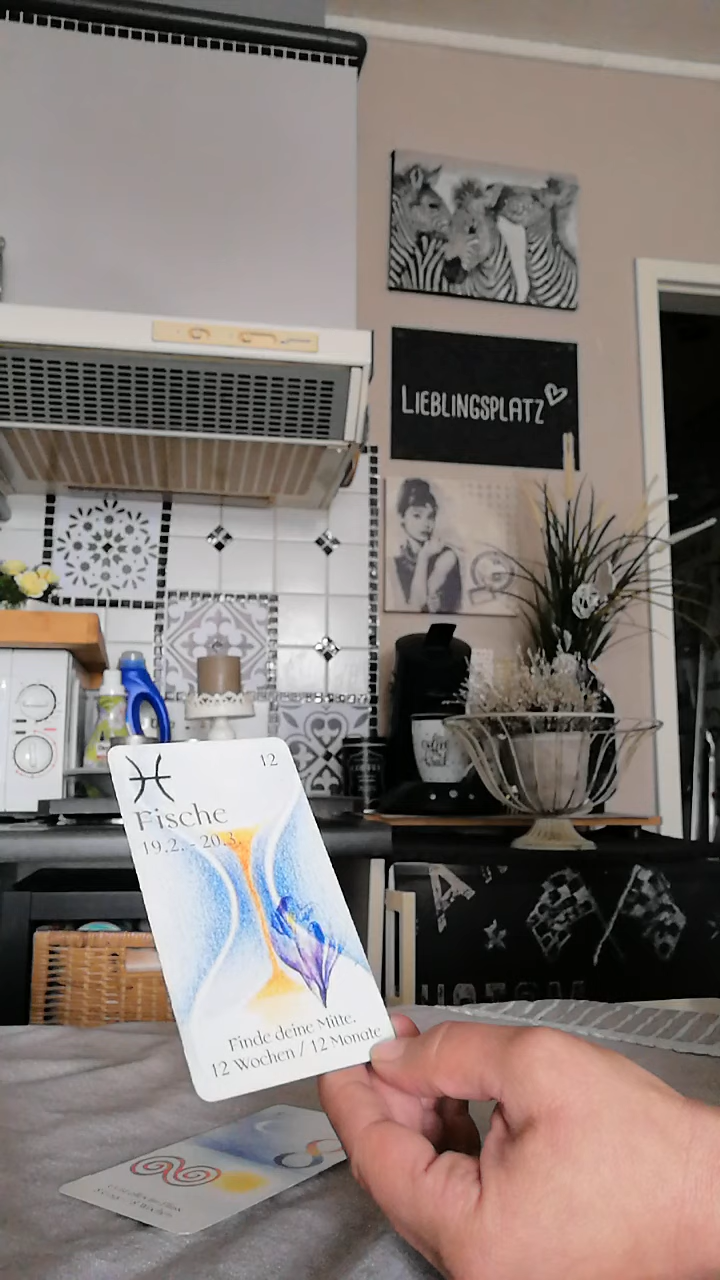 LIEBLINGSPLATZ
12
Fische
19.2. - 20.3.
Finde deine Mitte.
12 Wochen / 12 Monate